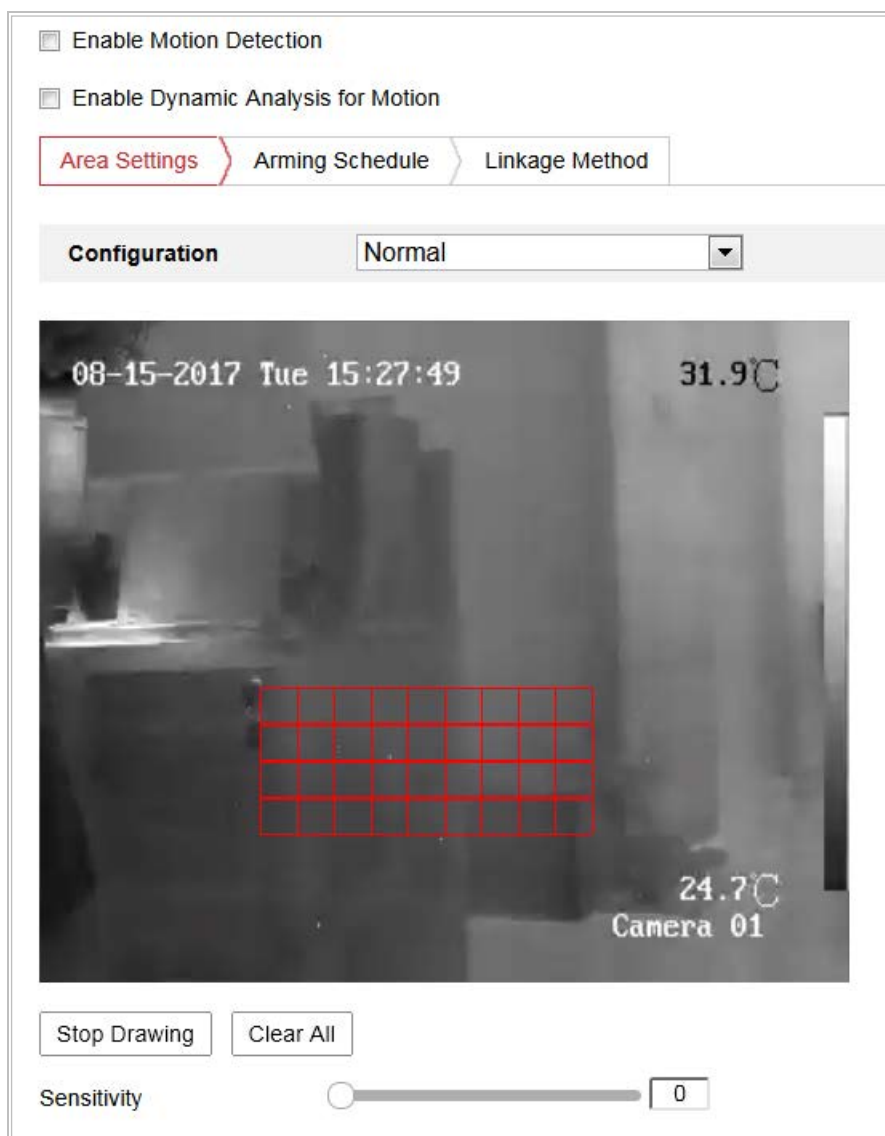 Enable Motion Detection
Enable Dynamic Analysis for Motion
Area Settings Arming Schedule Linkage Method
Configuration Normal
08-15-2017 Tue 15:27:49 31.9℃
24.7℃
Camera 01
Stop Drawing Clear All
Sensitivity 0